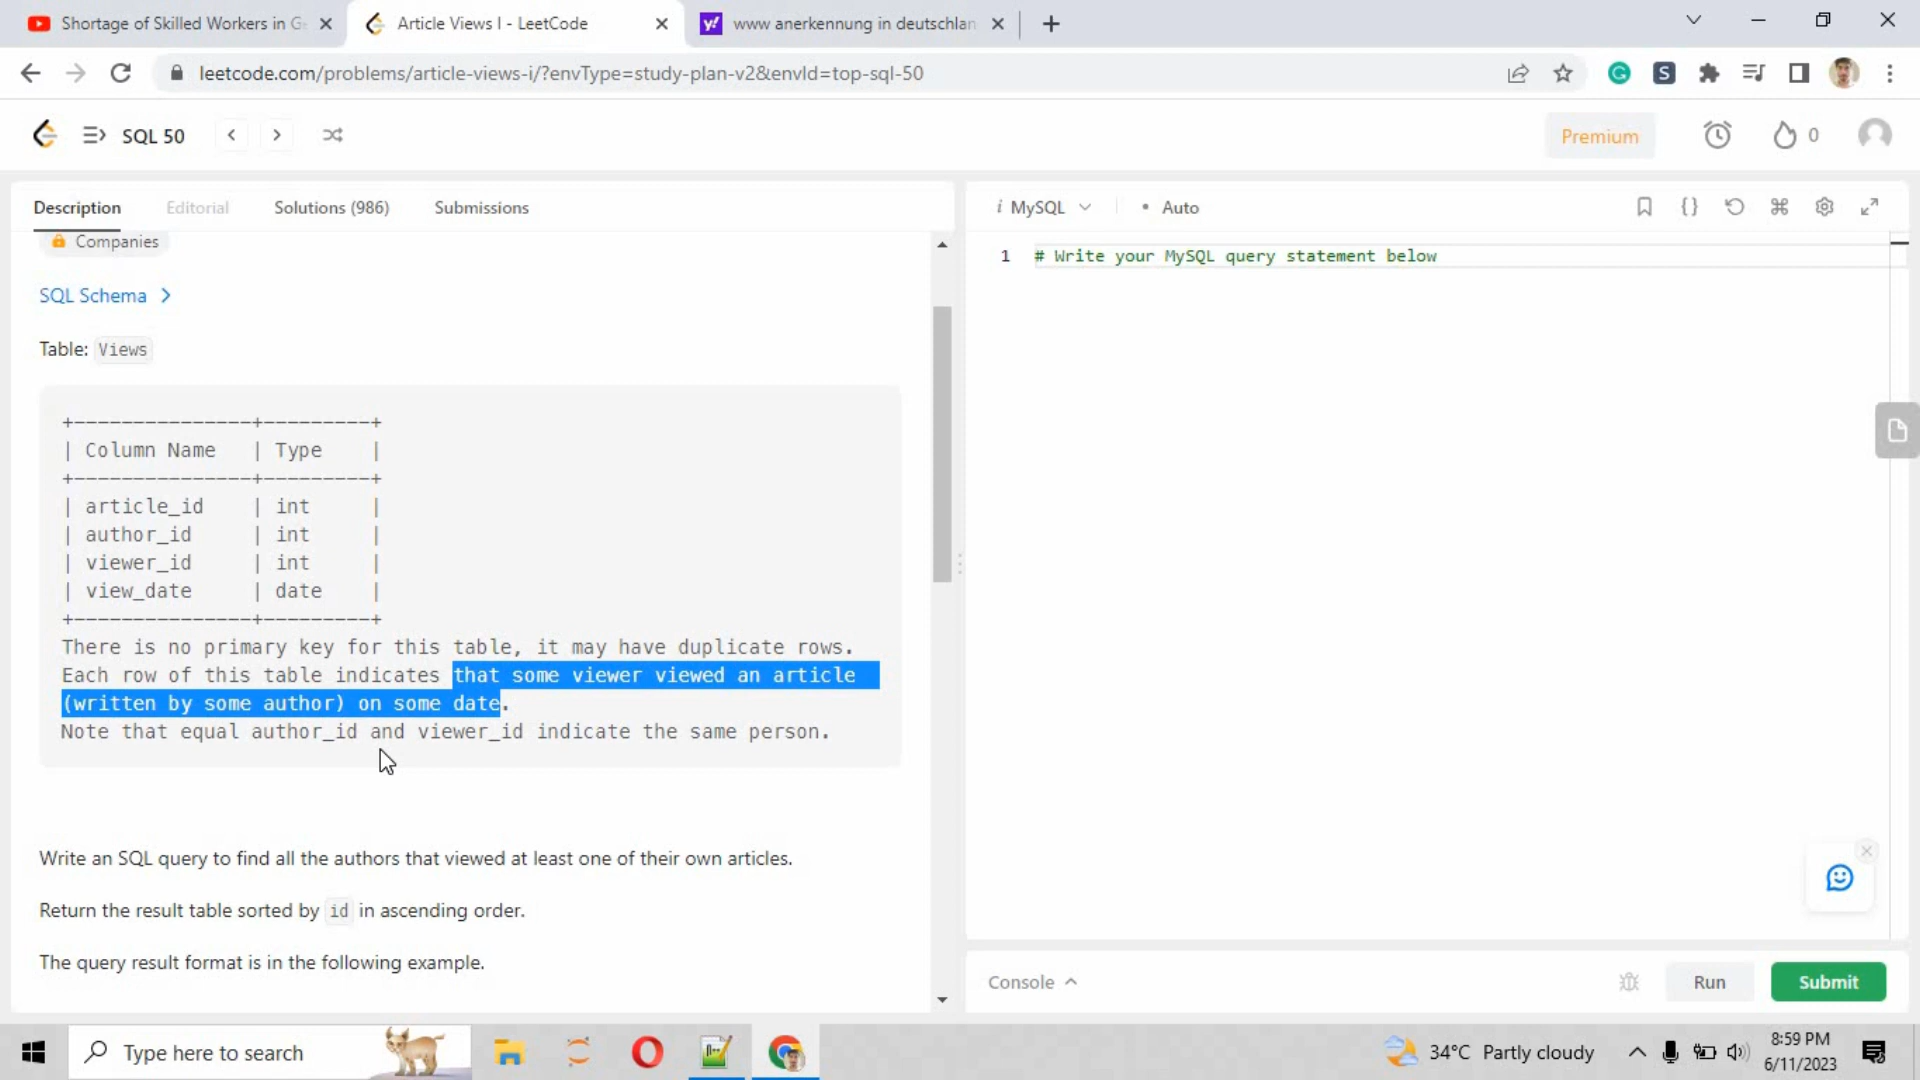 Shortage of Skilled Workers in Ge
Article Views I - LeetCode
www anerkennung in deutschlan
leetcode.com/problems/article-views-i/?envType=study-plan-v2&envId=top-sql-50
SQL 50
Premium
0
Description
Editorial
Solutions (986)
Submissions
i MySQL
• Auto
Companies
SQL Schema
Table: Views
+---------------+---------+
| Column Name   | Type    |
+---------------+---------+
| article_id    | int     |
| author_id     | int     |
| viewer_id     | int     |
| view_date     | date    |
+---------------+---------+
There is no primary key for this table, it may have duplicate rows.
Each row of this table indicates that some viewer viewed an article
(written by some author) on some date.
Note that equal author_id and viewer_id indicate the same person.
Write an SQL query to find all the authors that viewed at least one of their own articles.
Return the result table sorted by id in ascending order.
The query result format is in the following example.
1 # Write your MySQL query statement below
Console
Run
Submit
Type here to search
34°C Partly cloudy
8:59 PM
6/11/2023